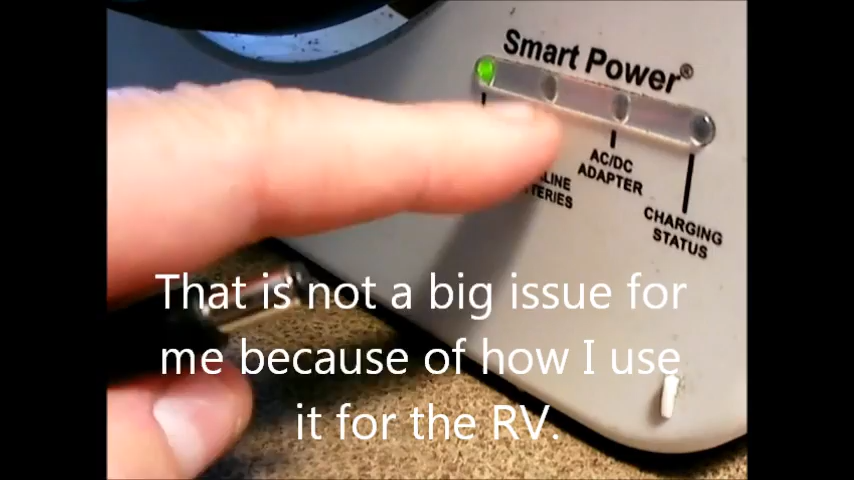 Smart Power®
AC/DC
ADAPTER
CHARGING
STATUS
That is not a big issue for
me because of how I use
it for the RV.